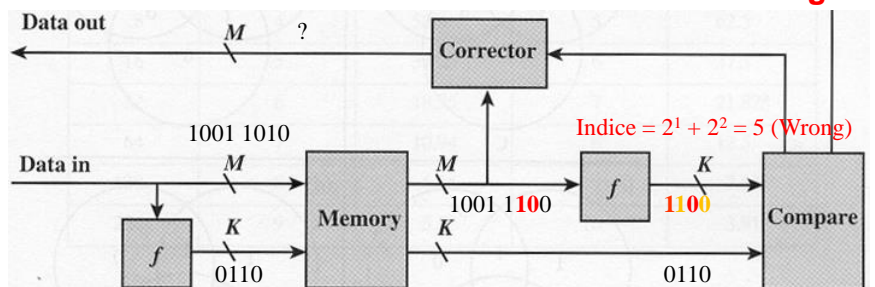 Data out
M
?
Corrector
Indice = 2¹ + 2² = 5 (Wrong)
1001 1010
Data in
M
M
K
f
1001 1100
1100
Memory
Compare
K
K
f
0110
0110